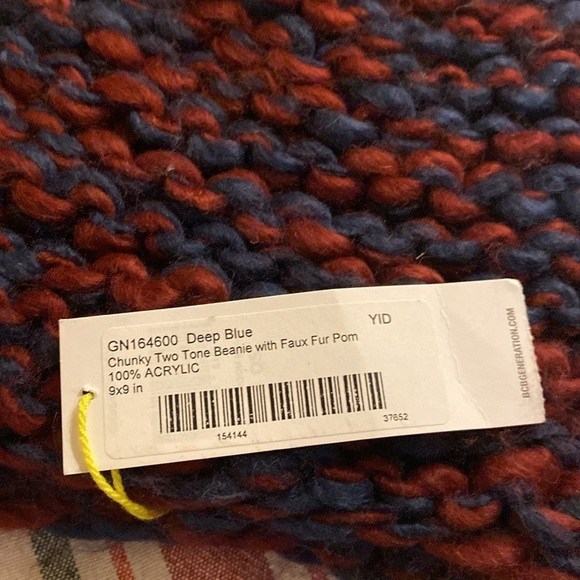 GN164600 Deep Blue
YID
Chunky Two Tone Beanie with Faux Fur Pom
100% ACRYLIC
9x9 in
154144
37652
BCBGENERATION.COM